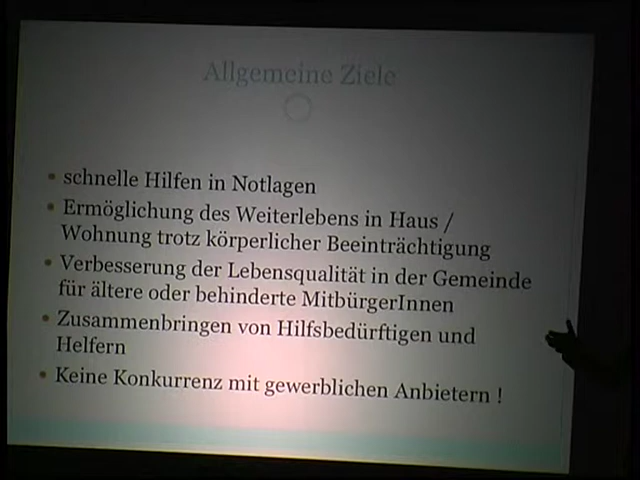 Allgemeine Ziele
• schnelle Hilfen in Notlagen
• Ermöglichung des Weiterlebens in Haus /
Wohnung trotz körperlicher Beeinträchtigung
• Verbesserung der Lebensqualität in der Gemeinde
für ältere oder behinderte MitbürgerInnen
• Zusammenbringen von Hilfsbedürftigen und
Helfern
• Keine Konkurrenz mit gewerblichen Anbietern !